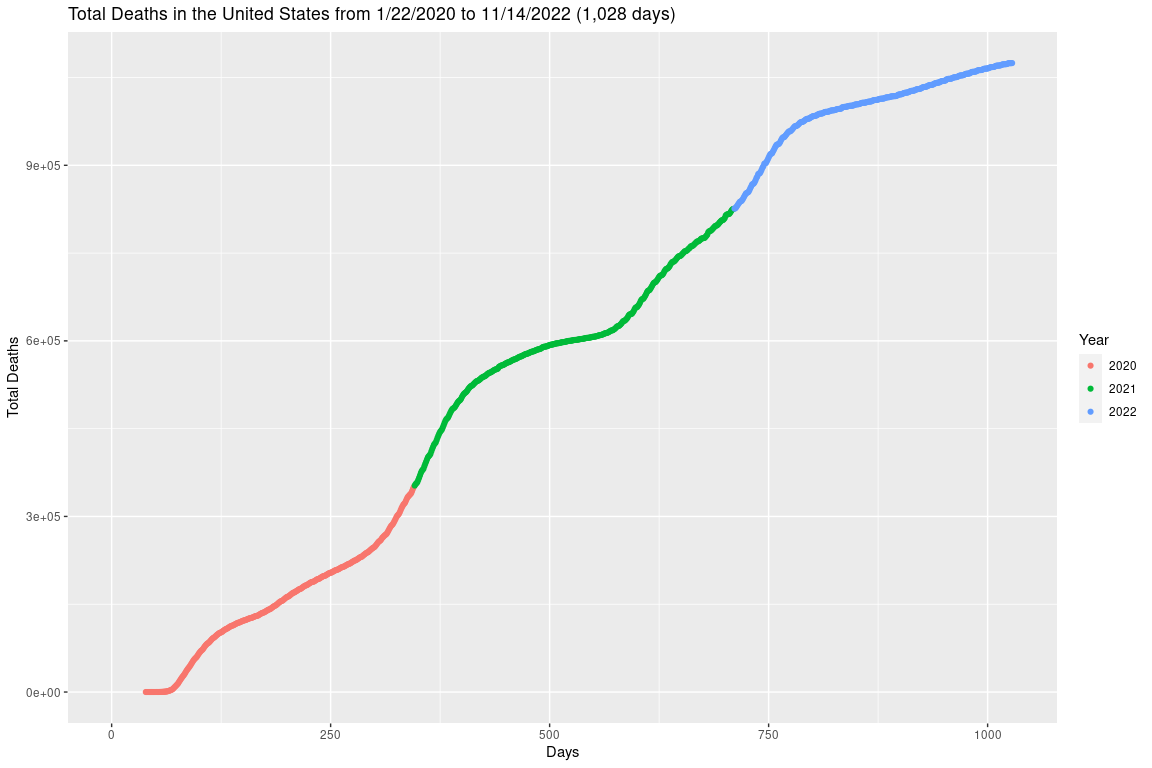 Total Deaths in the United States from 1/22/2020 to 11/14/2022 (1,028 days)
Total Deaths
9e+05
6e+05
3e+05
0e+00
0 250 500 750 1000
Days
Year
2020
2021
2022